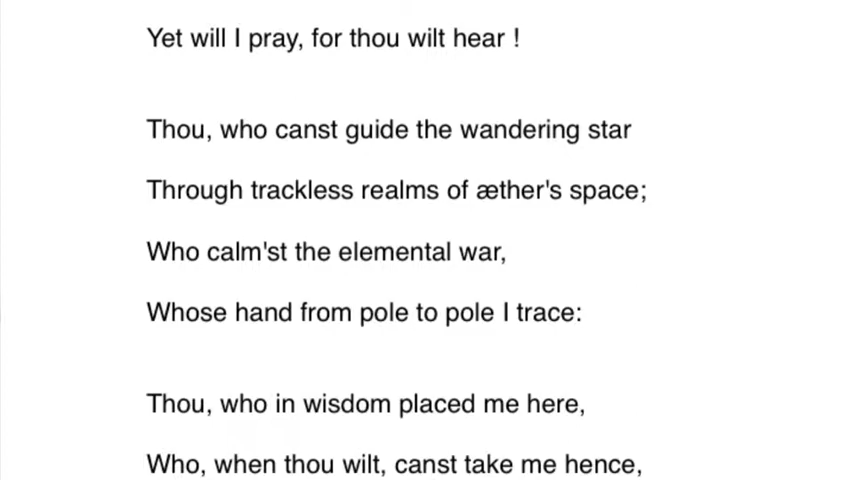 Yet will I pray, for thou wilt hear !
Thou, who canst guide the wandering star
Through trackless realms of æther's space;
Who calm'st the elemental war,
Whose hand from pole to pole I trace:
Thou, who in wisdom placed me here,
Who, when thou wilt, canst take me hence,